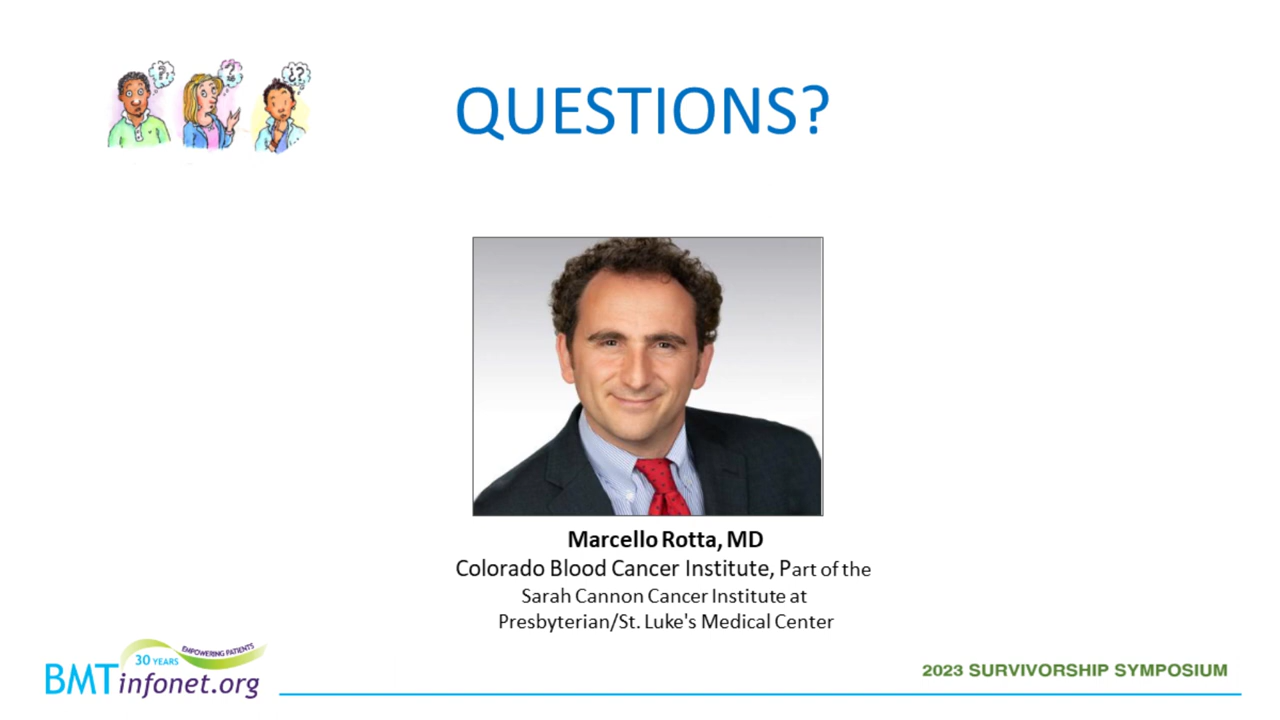 QUESTIONS?
Marcello Rotta, MD
Colorado Blood Cancer Institute, Part of the
Sarah Cannon Cancer Institute at
Presbyterian/St. Luke's Medical Center
30 YEARS
EMPOWERING PATIENTS
BMTinfonet.org
2023 SURVIVORSHIP SYMPOSIUM